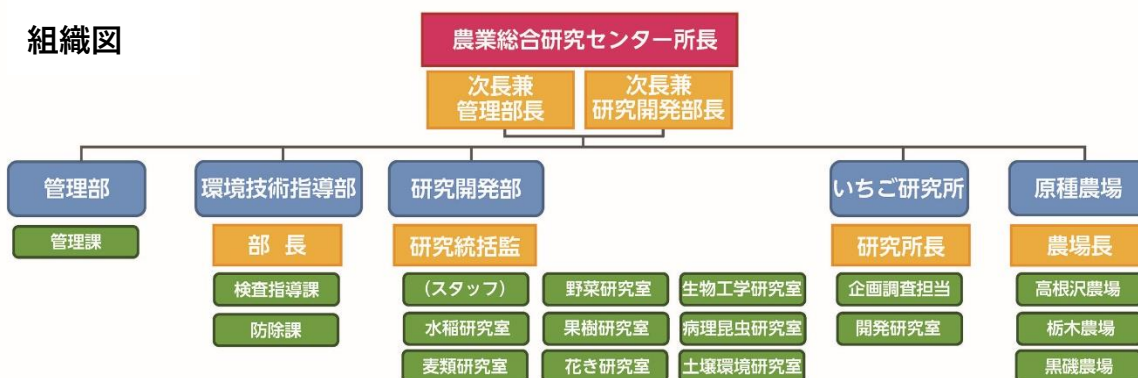 組織図
農業総合研究センター所長
次長兼
管理部長
次長兼
研究開発部長
管理部
環境技術指導部
研究開発部
いちご研究所
原種農場
管理課
部 長
研究統括監
研究所長
農場長
検査指導課
防除課
(スタッフ)
水稲研究室
麦類研究室
野菜研究室
果樹研究室
花き研究室
生物工学研究室
病理昆虫研究室
土壌環境研究室
企画調査担当
開発研究室
高根沢農場
栃木農場
黒磯農場